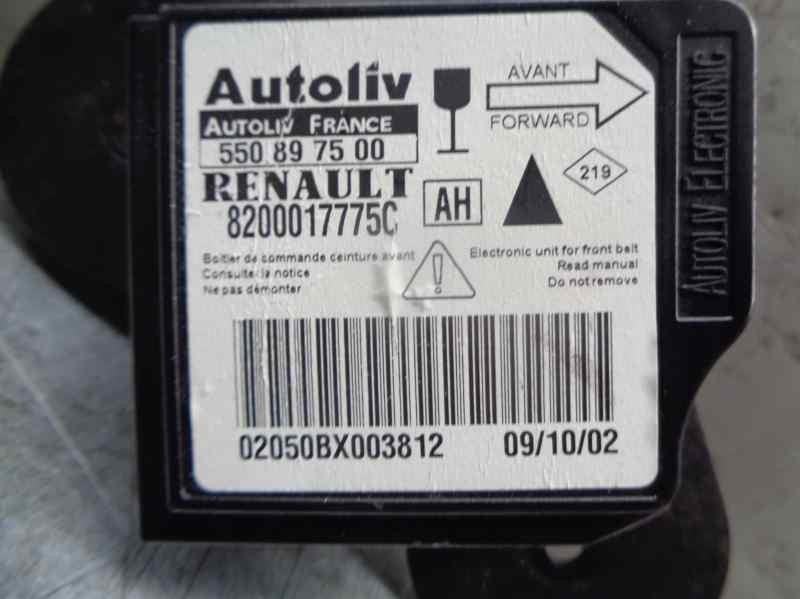 Autoliv
AUTOLIV FRANCE
550 89 75 00
RENAULT
8200017775C
AH
AVANT
FORWARD
219
Boîtier de commande ceinture avant
Consulter la notice
Ne pas démonter
Electronic unit for front belt
Read manual
Do not remove
02050BX003812
09/10/02
AUTOLIV ELECTRONIC